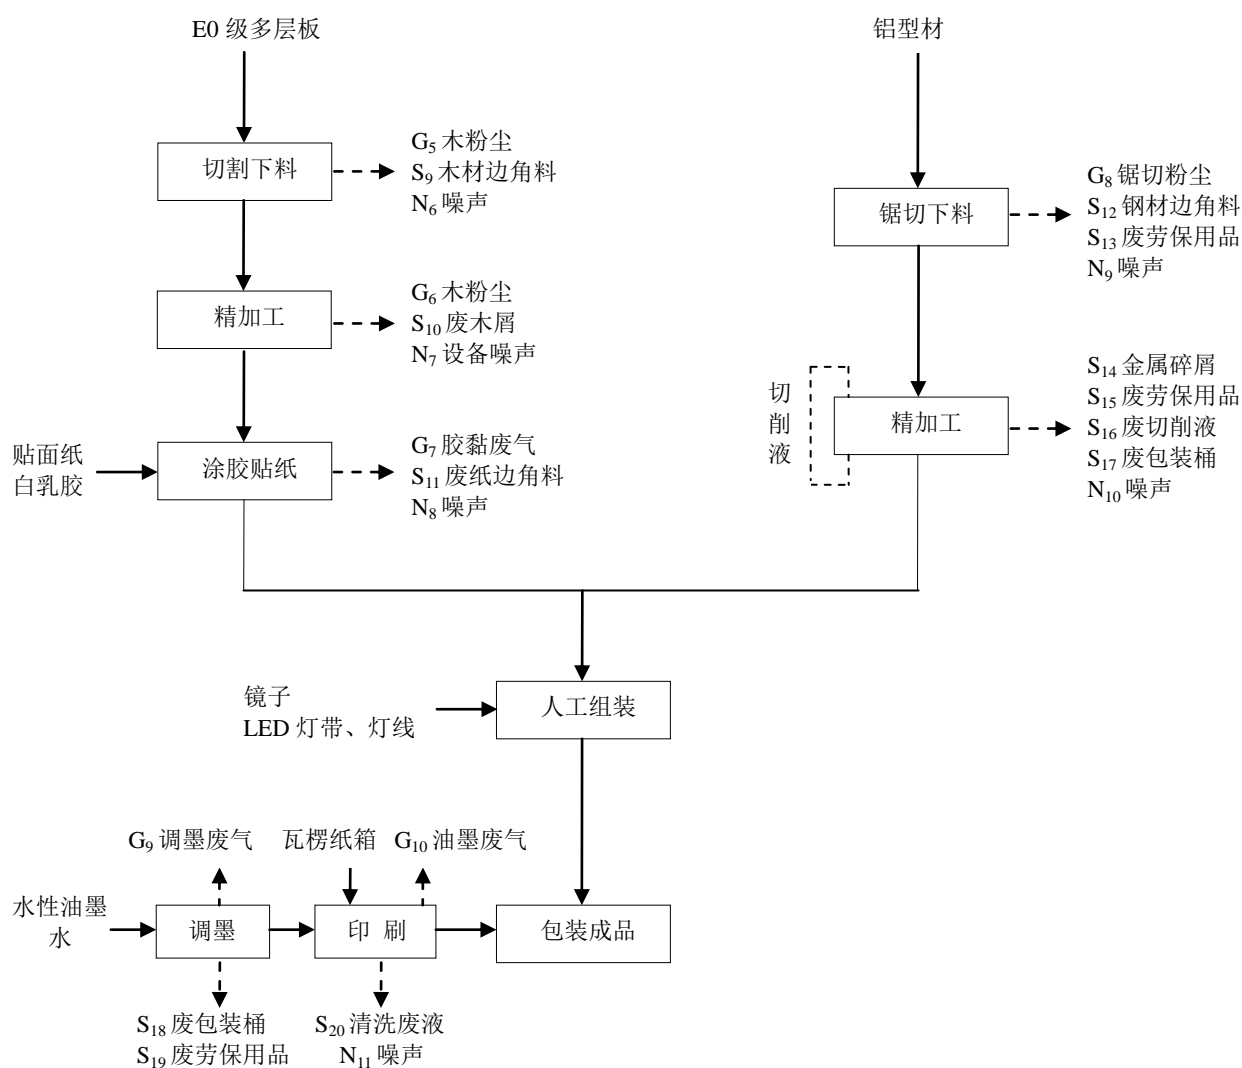 E0 级多层板
铝型材
切割下料
G5 木粉尘
S9 木材边角料
N6 噪声
锯切下料
G8 锯切粉尘
S12 钢材边角料
S13 废劳保用品
N9 噪声
精加工
G6 木粉尘
S10 废木屑
N7 设备噪声
切
削
液
精加工
S14 金属碎屑
S15 废劳保用品
S16 废切削液
S17 废包装桶
N10 噪声
贴面纸
白乳胶
涂胶贴纸
G7 胶黏废气
S11 废纸边角料
N8 噪声
镜子
LED 灯带、灯线
人工组装
G9 调墨废气
瓦楞纸箱
G10 油墨废气
水性油墨
水
调墨
印 刷
包装成品
S18 废包装桶
S19 废劳保用品
S20 清洗废液
N11 噪声